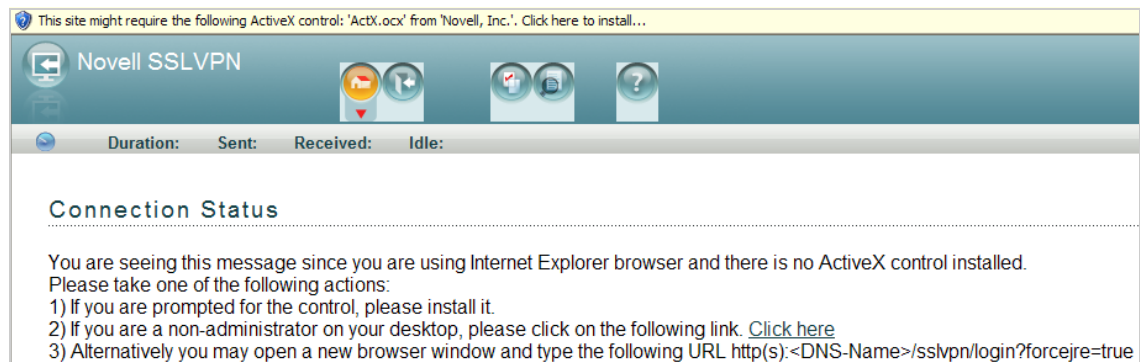 This site might require the following ActiveX control: 'ActX.ocx' from 'Novell, Inc.'. Click here to install...
Novell SSLVPN
?
Duration: Sent: Received: Idle:
Connection Status
You are seeing this message since you are using Internet Explorer browser and there is no ActiveX control installed.
Please take one of the following actions:
1) If you are prompted for the control, please install it.
2) If you are a non-administrator on your desktop, please click on the following link. Click here
3) Alternatively you may open a new browser window and type the following URL http(s):<DNS-Name>/sslvpn/login?forcejre=true